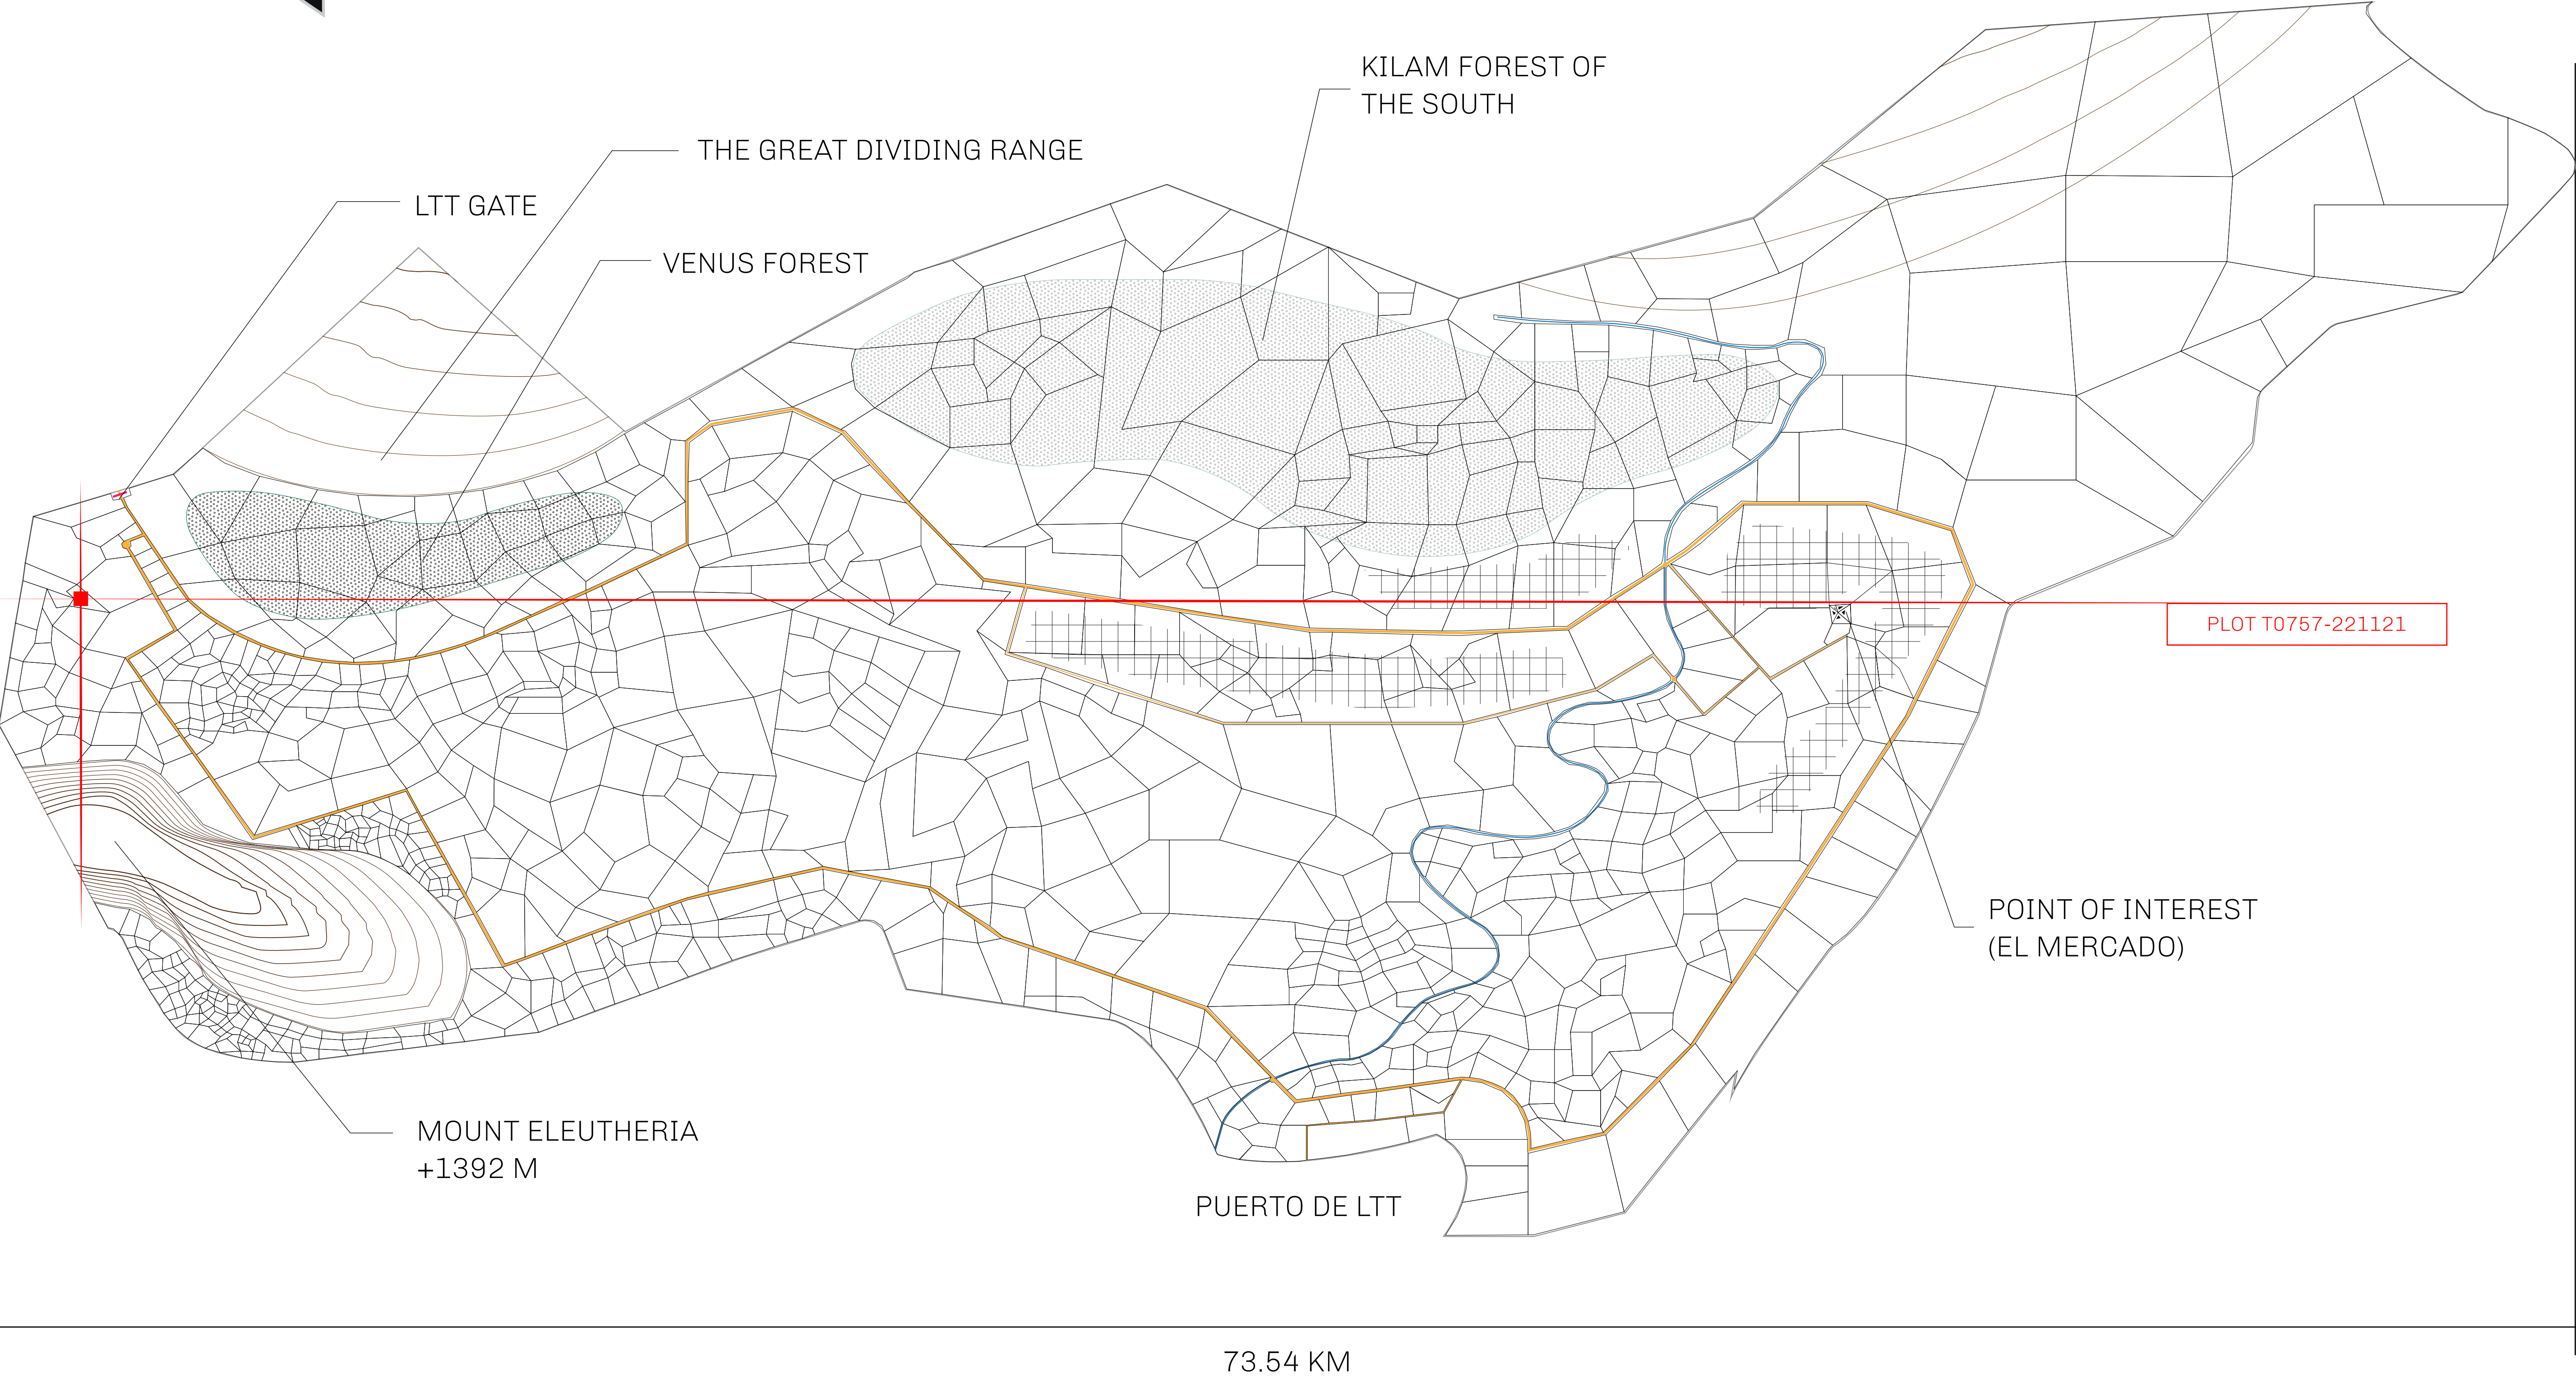 KILAM FOREST OF
THE SOUTH
THE GREAT DIVIDING RANGE
LTT GATE
VENUS FOREST
PLOT T0757-221121
POINT OF INTEREST
(EL MERCADO)
MOUNT ELEUTHERIA
+1392 M
PUERTO DE LTT
73.54 KM